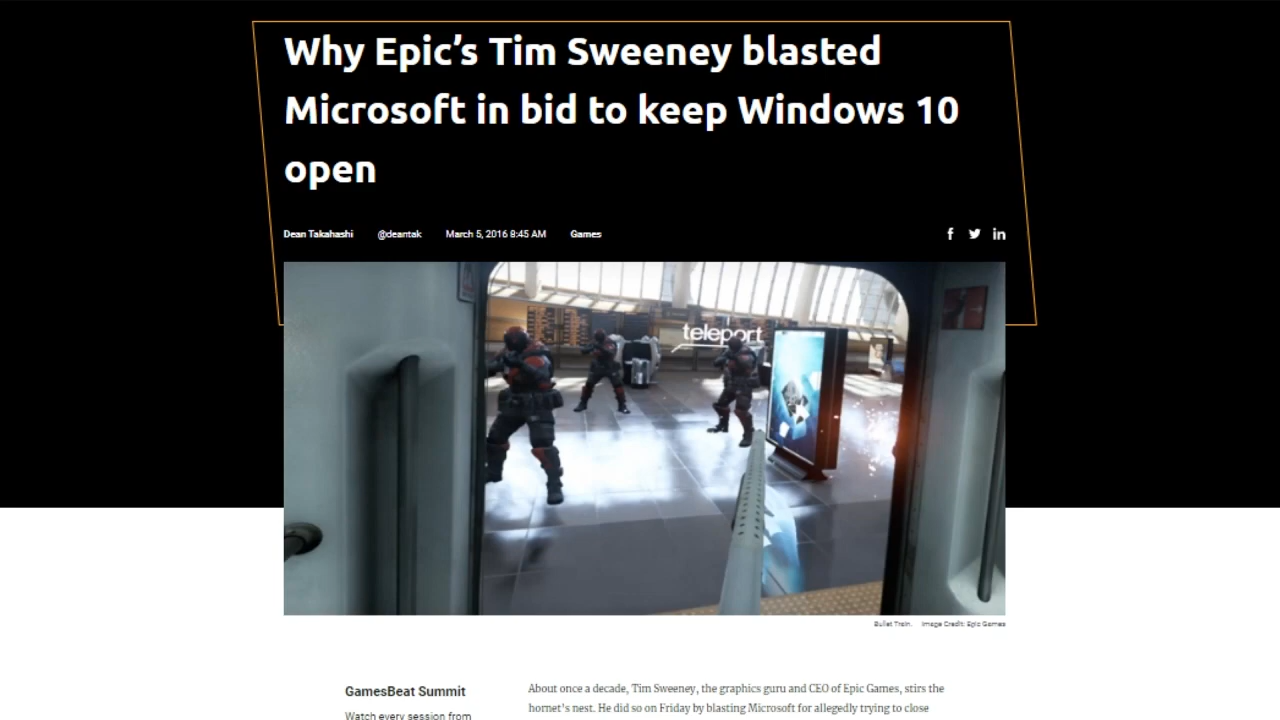 Why Epic’s Tim Sweeney blasted
Microsoft in bid to keep Windows 10
open
Dean Takahashi @deantak March 5, 2016 8:45 AM Games
teleport
Bullet Train. Image Credit: Epic Games
GamesBeat Summit
Watch every session from
About once a decade, Tim Sweeney, the graphics guru and CEO of Epic Games, stirs the
hornet’s nest. He did so on Friday by blasting Microsoft for allegedly trying to close